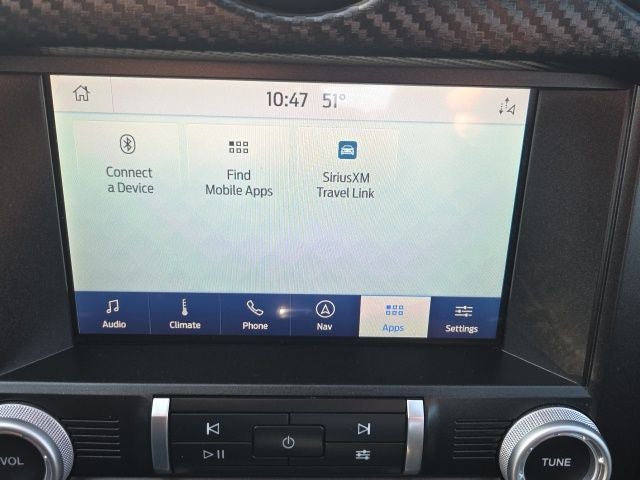 10:47 51°
Connect
a Device
Find
Mobile Apps
SiriusXM
Travel Link
Audio
Climate
Phone
Nav
Apps
Settings
VOL
TUNE